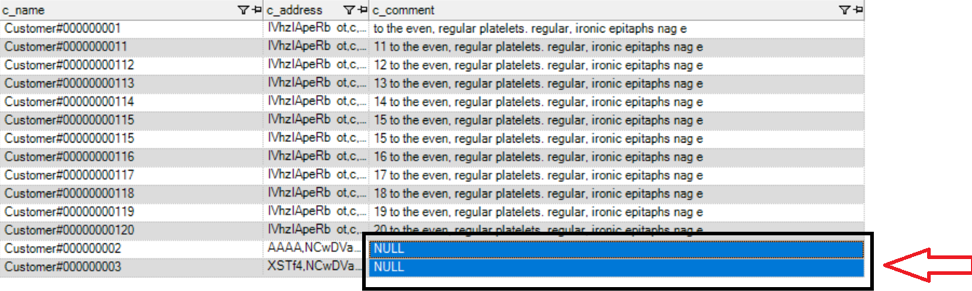 c_name c_address c_comment
Customer#000000001 IVhzIApeRb ot,c,... to the even, regular platelets. regular, ironic epitaphs nag e
Customer#0000000011 IVhzIApeRb ot,c,... 11 to the even, regular platelets. regular, ironic epitaphs nag e
Customer#00000000112 IVhzIApeRb ot,c,... 12 to the even, regular platelets. regular, ironic epitaphs nag e
Customer#00000000113 IVhzIApeRb ot,c,... 13 to the even, regular platelets. regular, ironic epitaphs nag e
Customer#00000000114 IVhzIApeRb ot,c,... 14 to the even, regular platelets. regular, ironic epitaphs nag e
Customer#00000000115 IVhzIApeRb ot,c,... 15 to the even, regular platelets. regular, ironic epitaphs nag e
Customer#00000000115 IVhzIApeRb ot,c,... 15 to the even, regular platelets. regular, ironic epitaphs nag e
Customer#00000000116 IVhzIApeRb ot,c,... 16 to the even, regular platelets. regular, ironic epitaphs nag e
Customer#00000000117 IVhzIApeRb ot,c,... 17 to the even, regular platelets. regular, ironic epitaphs nag e
Customer#00000000118 IVhzIApeRb ot,c,... 18 to the even, regular platelets. regular, ironic epitaphs nag e
Customer#00000000119 IVhzIApeRb ot,c,... 19 to the even, regular platelets. regular, ironic epitaphs nag e
Customer#00000000120 IVhzIApeRb ot,c,... 20 to the even, regular platelets. regular, ironic epitaphs nag e
Customer#000000002 AAAA,NCwDVa... NULL
Customer#000000003 XSTf4,NCwDVa... NULL